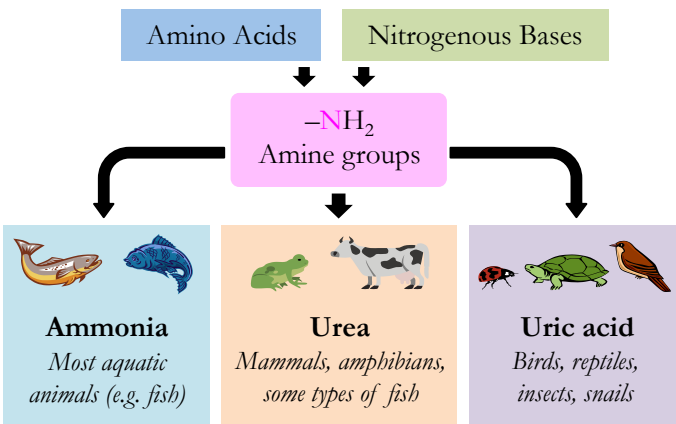 Amino Acids
Nitrogenous Bases
–NH₂
Amine groups
Ammonia
Most aquatic
animals (e.g. fish)
Urea
Mammals, amphibians,
some types of fish
Uric acid
Birds, reptiles,
insects, snails